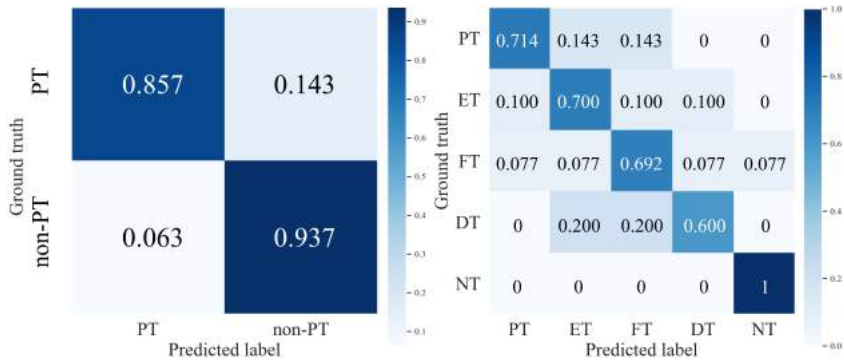 Ground truth
PT
non-PT
0.857 0.143
0.063 0.937
PT non-PT
Predicted label
0.9
0.8
0.7
0.6
0.5
0.4
0.3
0.2
0.1
Ground truth
PT 0.714 0.143 0.143 0 0
ET 0.100 0.700 0.100 0.100 0
FT 0.077 0.077 0.692 0.077 0.077
DT 0 0.200 0.200 0.600 0
NT 0 0 0 0 1
PT ET FT DT NT
Predicted label
1.0
0.8
0.6
0.4
0.2
0.0